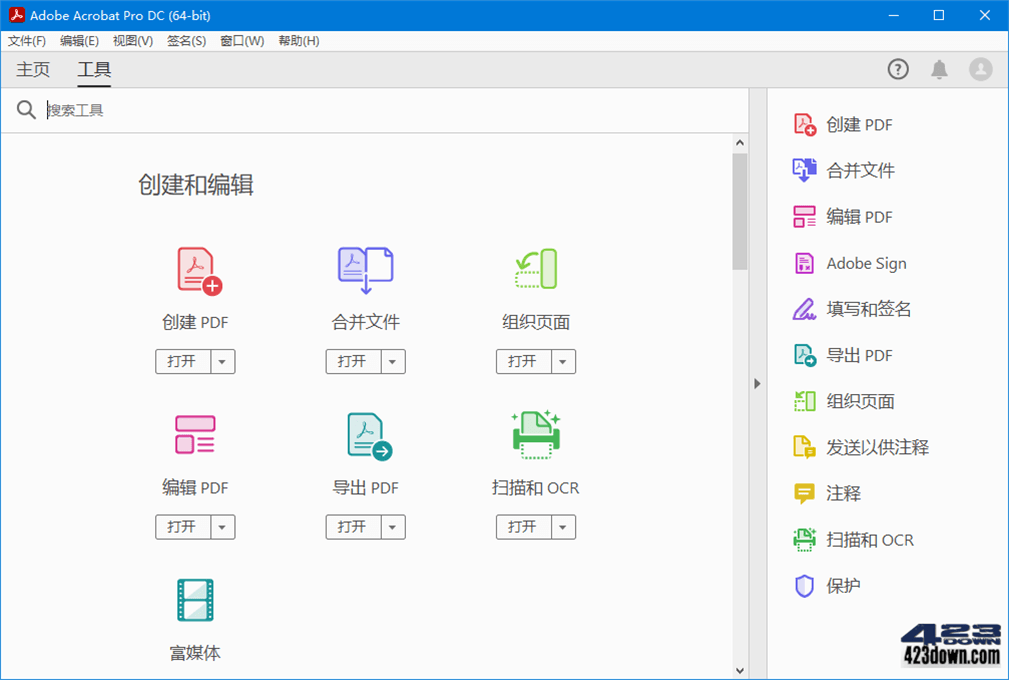 Adobe Acrobat Pro DC (64-bit)
文件(F) 编辑(E) 视图(V) 签名(S) 窗口(W) 帮助(H)
主页 工具
搜索工具
创建和编辑
创建 PDF 合并文件 组织页面
打开 打开 打开
编辑 PDF 导出 PDF 扫描和 OCR
打开 打开 打开
富媒体
创建 PDF
合并文件
编辑 PDF
Adobe Sign
填写和签名
导出 PDF
组织页面
发送以供注释
注释
扫描和 OCR
保护
423
DOWN
423down.com